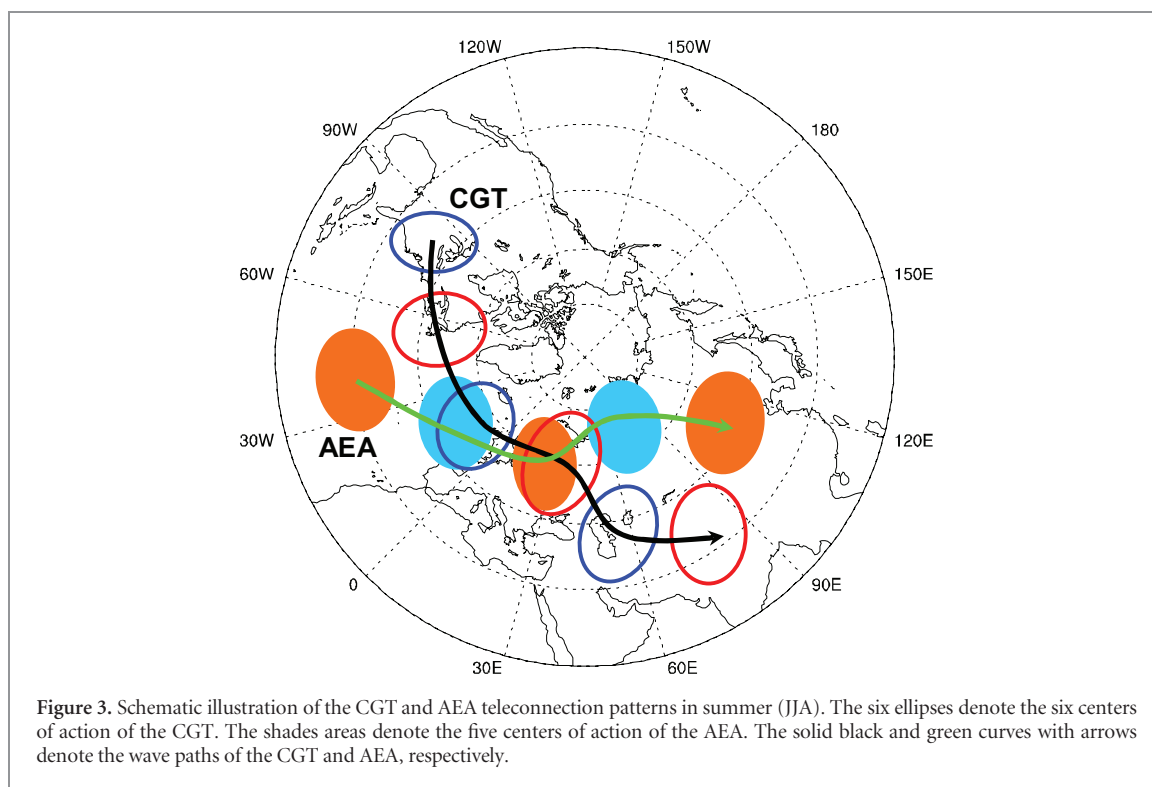 120W
150W
90W
180
CGT
60W
150E
30W
AEA
120E
0
90E
30E
60E
Figure 3. Schematic illustration of the CGT and AEA teleconnection patterns in summer (JJA). The six ellipses denote the six centers
of action of the CGT. The shades areas denote the five centers of action of the AEA. The solid black and green curves with arrows
denote the wave paths of the CGT and AEA, respectively.